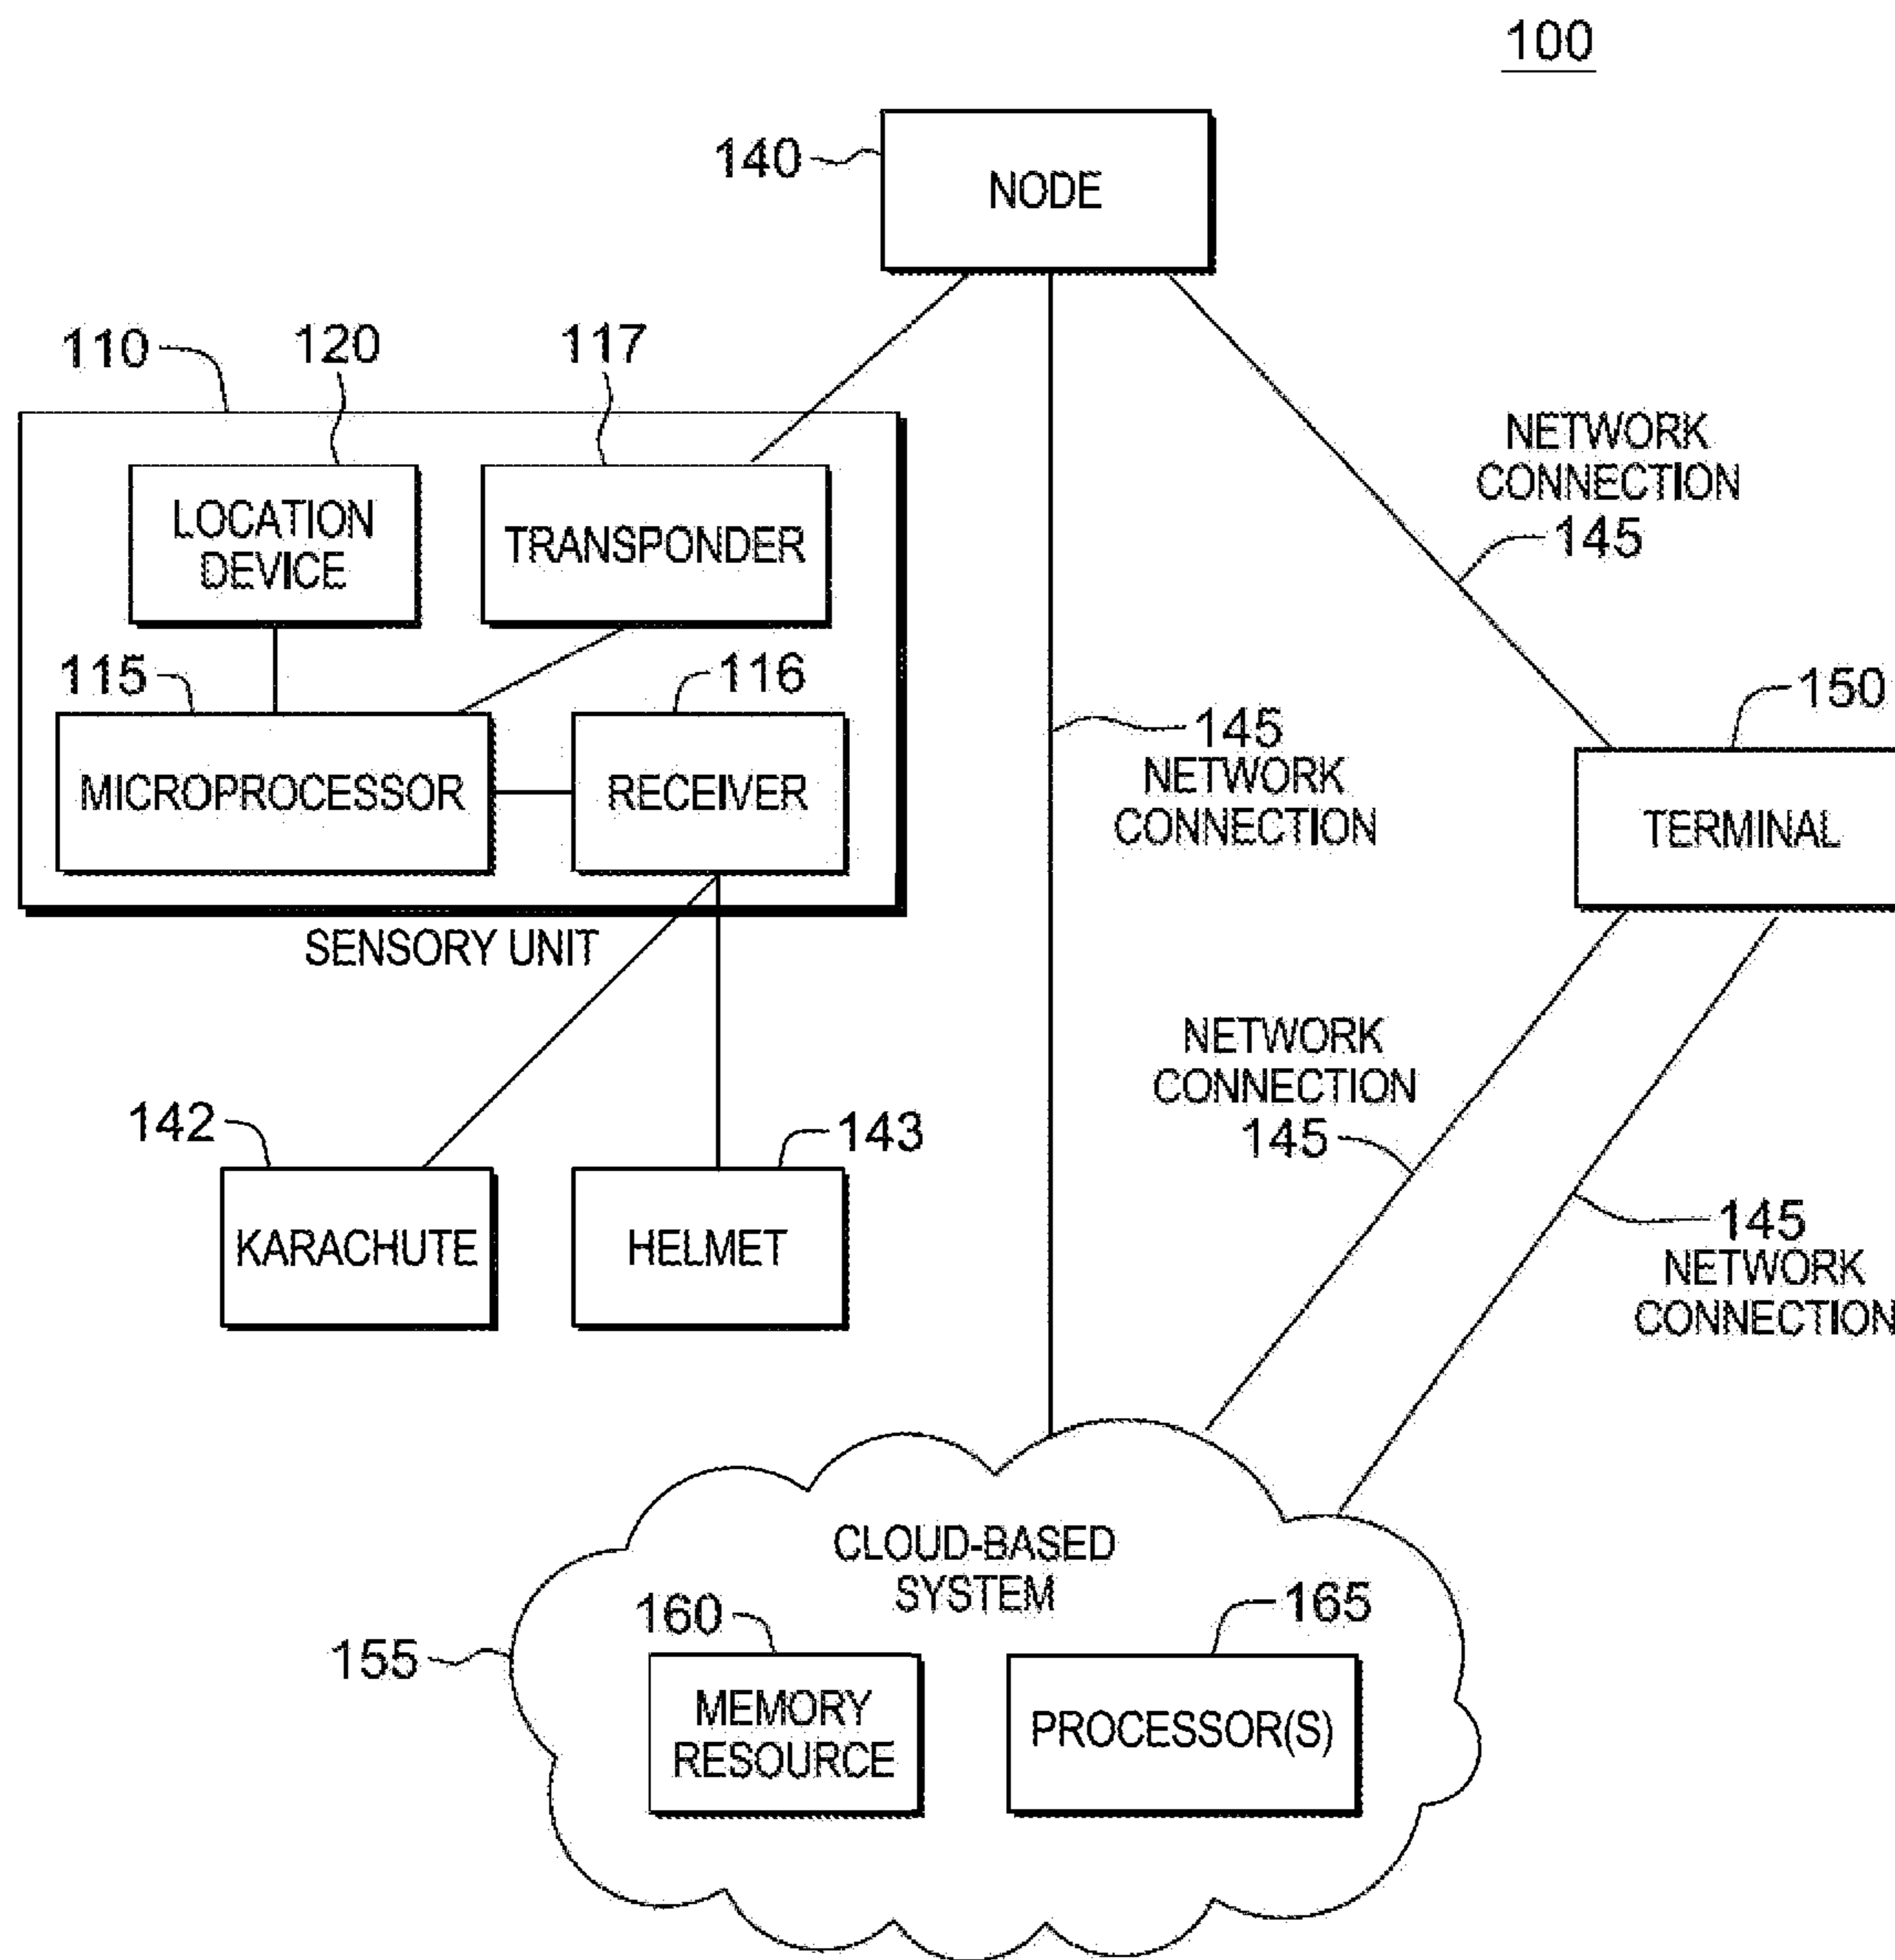 100
140
NODE
110
120
117
LOCATION
DEVICE
TRANSPONDER
NETWORK
CONNECTION
145
115
116
MICROPROCESSOR
RECEIVER
SENSORY UNIT
145
NETWORK
CONNECTION
150
TERMINAL
142
143
KARACHUTE
HELMET
NETWORK
CONNECTION
145
145
NETWORK
CONNECTION
CLOUD-BASED
SYSTEM
155
160
165
MEMORY
RESOURCE
PROCESSOR(S)